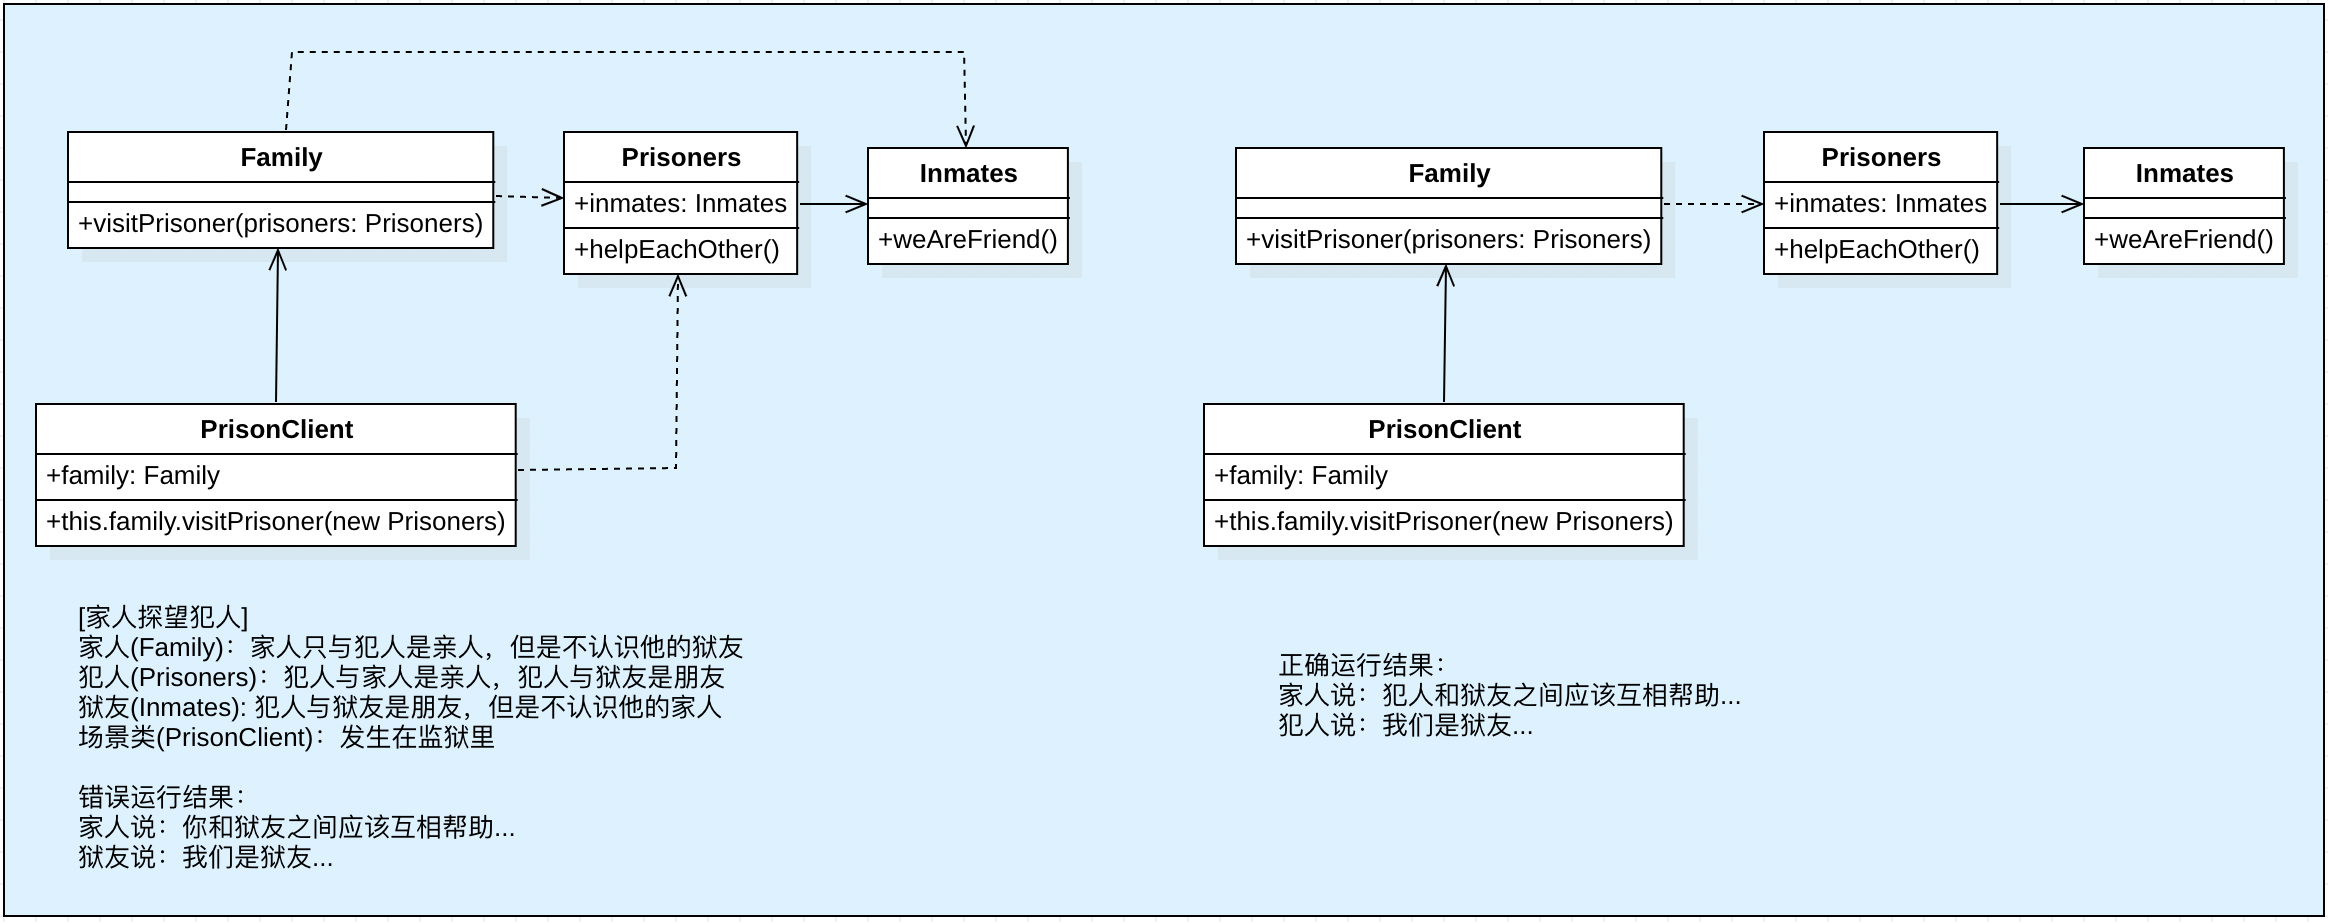 Family
+visitPrisoner(prisoners: Prisoners)
Prisoners
+inmates: Inmates
+helpEachOther()
Inmates
+weAreFriend()
PrisonClient
+family: Family
+this.family.visitPrisoner(new Prisoners)
[家人探望犯人]
家人(Family)：家人只与犯人是亲人，但是不认识他的狱友
犯人(Prisoners)：犯人与家人是亲人，犯人与狱友是朋友
狱友(Inmates): 犯人与狱友是朋友，但是不认识他的家人
场景类(PrisonClient)：发生在监狱里
错误运行结果：
家人说：你和狱友之间应该互相帮助...
狱友说：我们是狱友...
Family
+visitPrisoner(prisoners: Prisoners)
Prisoners
+inmates: Inmates
+helpEachOther()
Inmates
+weAreFriend()
PrisonClient
+family: Family
+this.family.visitPrisoner(new Prisoners)
正确运行结果：
家人说：犯人和狱友之间应该互相帮助...
犯人说：我们是狱友...